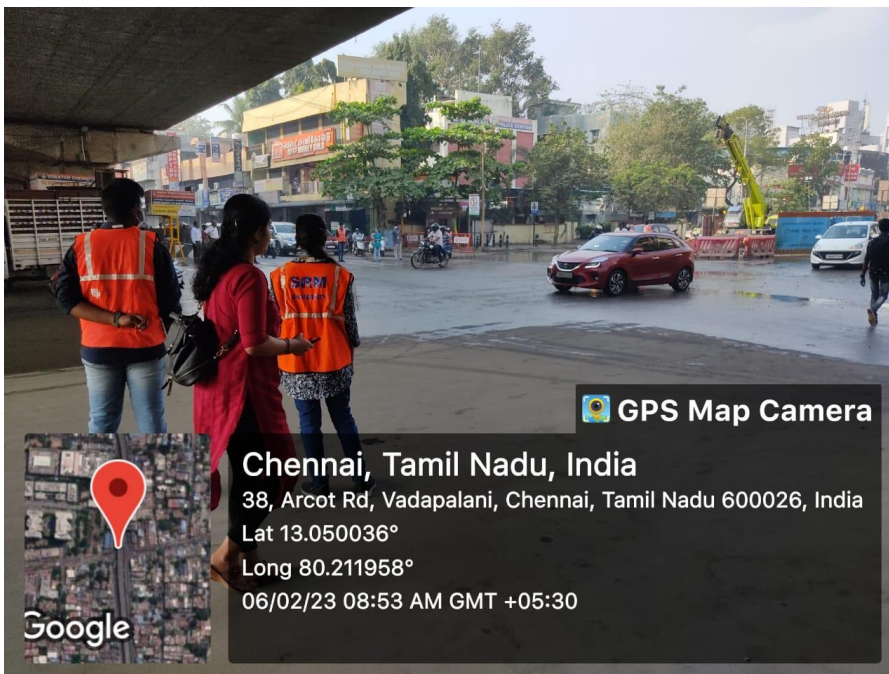 SRM
GPS Map Camera
Chennai, Tamil Nadu, India
38, Arcot Rd, Vadapalani, Chennai, Tamil Nadu 600026, India
Lat 13.050036°
Long 80.211958°
06/02/23 08:53 AM GMT +05:30
Google